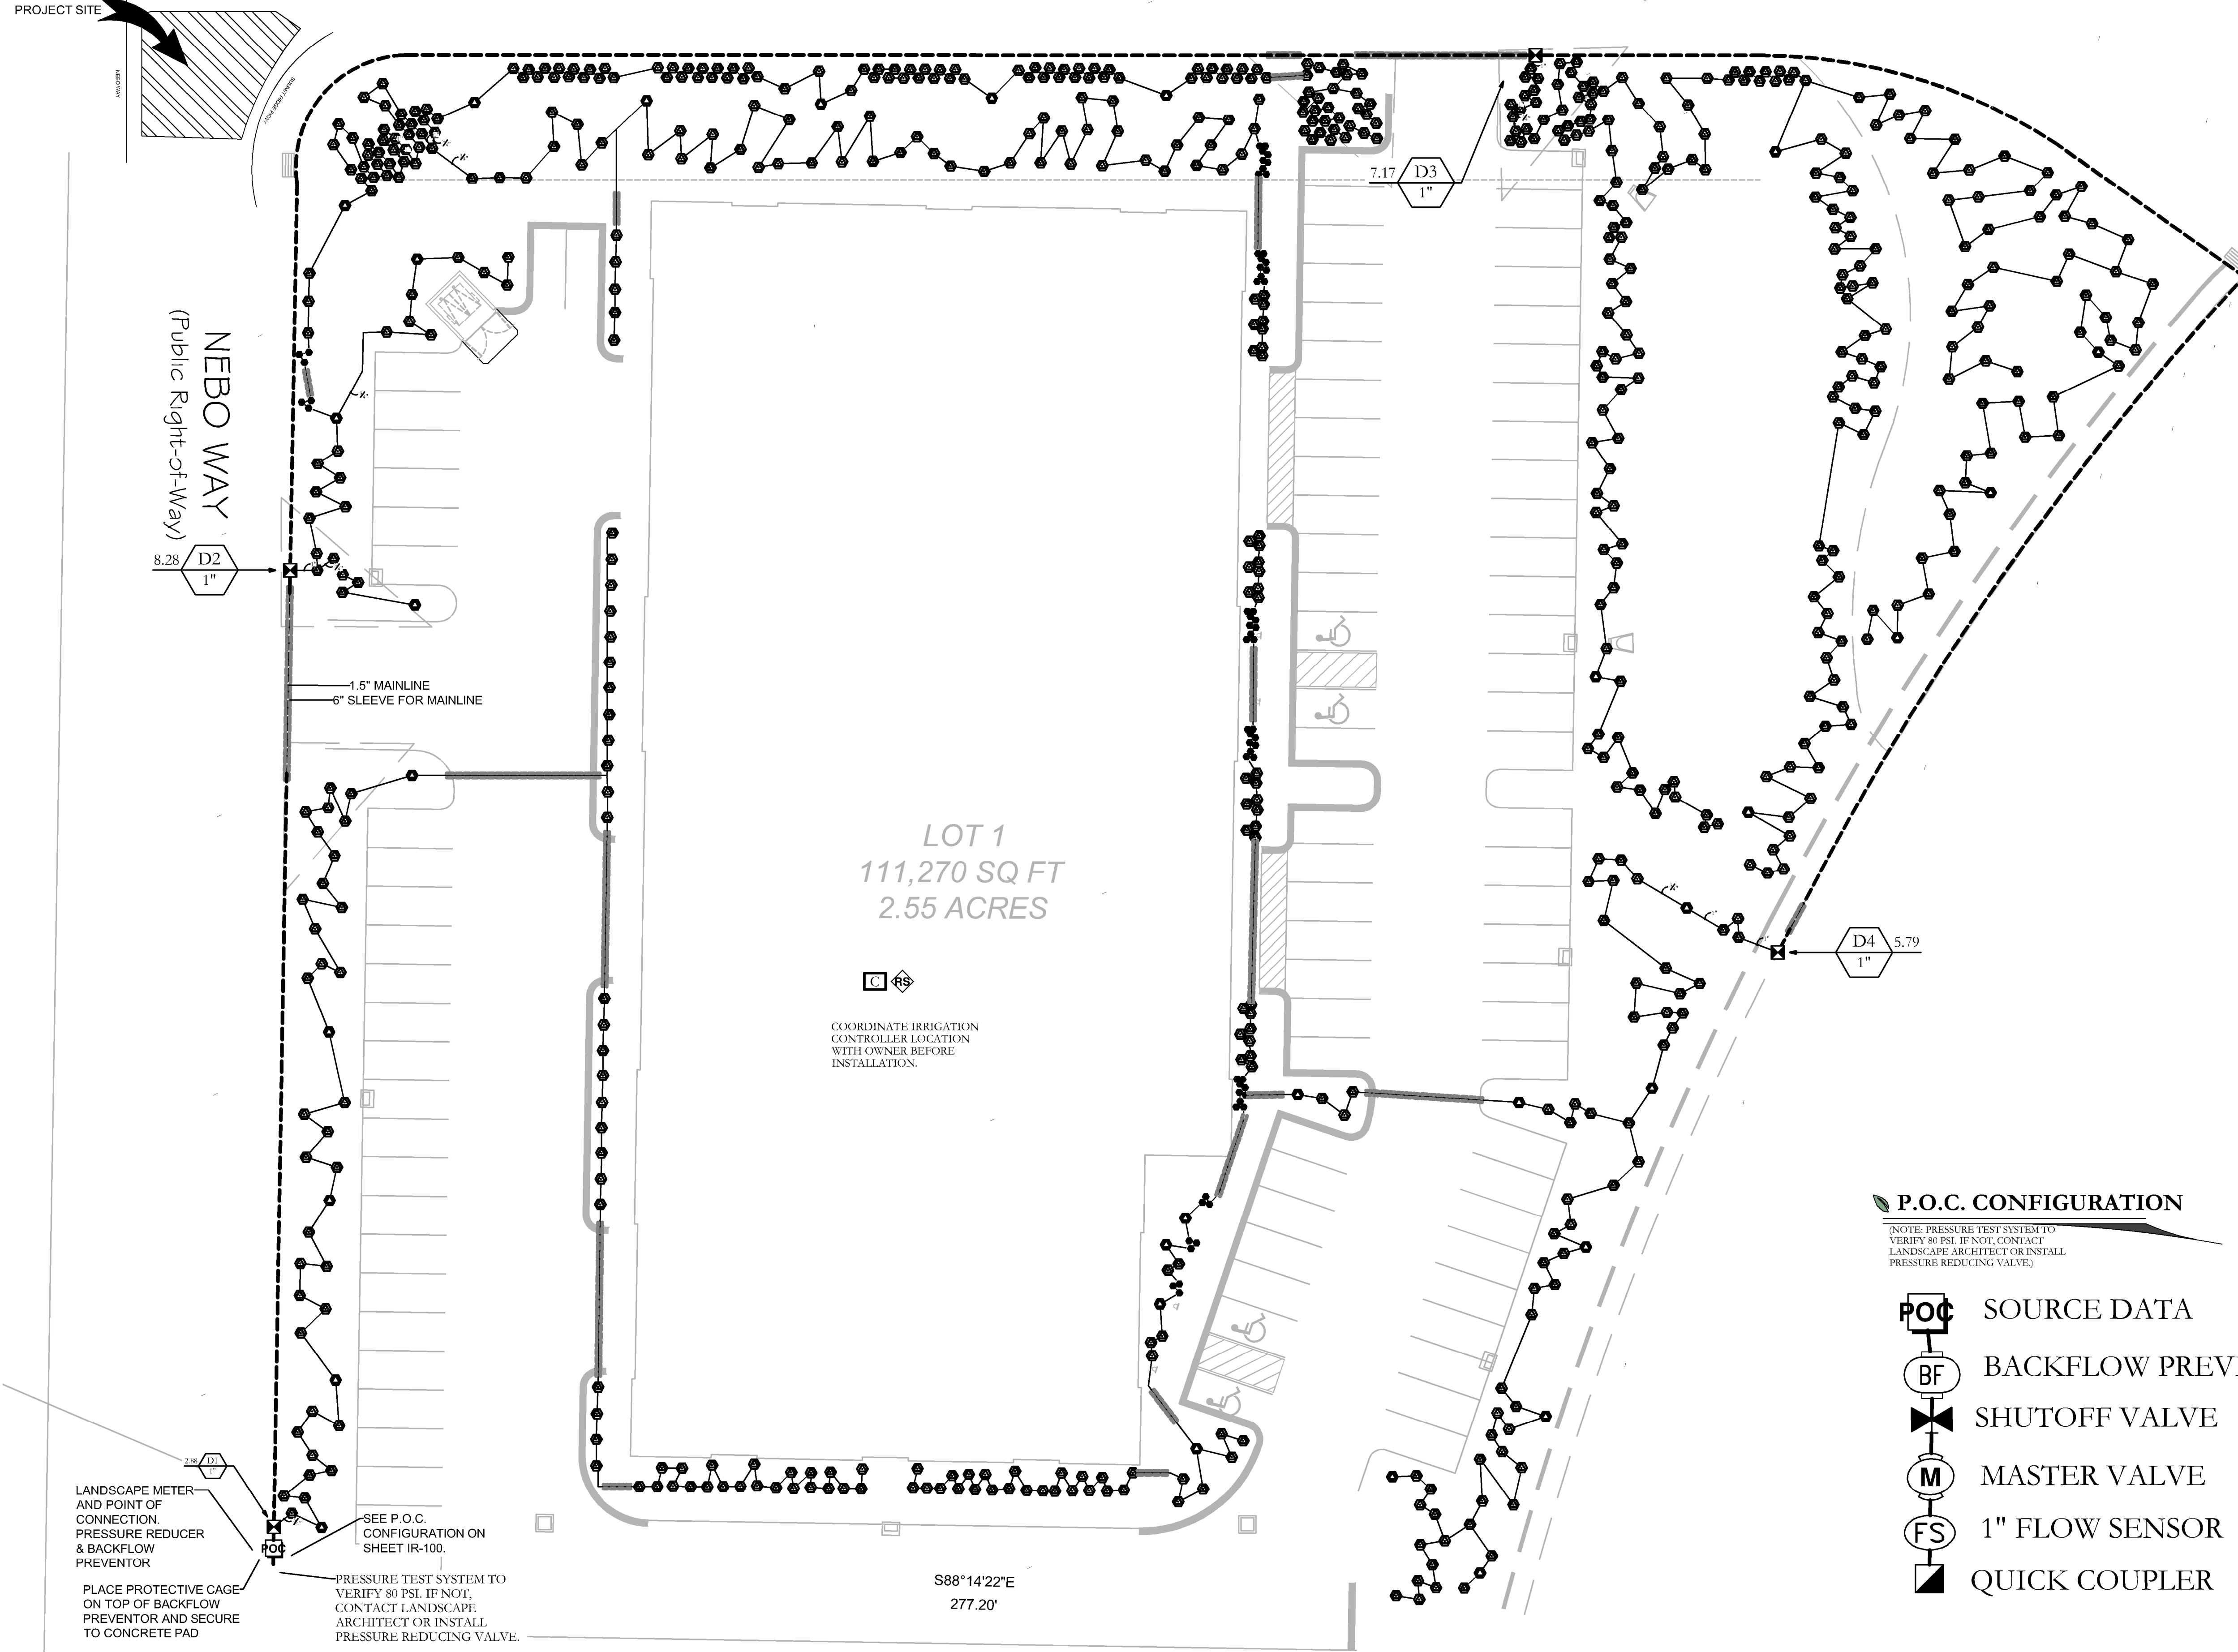 PROJECT SITE
NEBO WAY
SUMMIT RIDGE PKWY
7.17
D3
1"
NEBO WAY
(Public Right-of-Way)
8.28
D2
1"
1.5" MAINLINE
6" SLEEVE FOR MAINLINE
LOT 1
111,270 SQ FT
2.55 ACRES
D4
5.79
1"
C
RS
COORDINATE IRRIGATION
CONTROLLER LOCATION
WITH OWNER BEFORE
INSTALLATION.
P.O.C. CONFIGURATION
(NOTE: PRESSURE TEST SYSTEM TO
VERIFY 80 PSI. IF NOT, CONTACT
LANDSCAPE ARCHITECT OR INSTALL
PRESSURE REDUCING VALVE.)
POC SOURCE DATA
BF BACKFLOW
SHUTOFF VALVE
M MASTER VALVE
FS 1" FLOW SENSOR
QUICK COUPLER
2.88
D1
1"
LANDSCAPE METER
AND POINT OF
CONNECTION.
PRESSURE REDUCER
& BACKFLOW
PREVENTOR
POC
SEE P.O.C.
CONFIGURATION ON
SHEET IR-100.
PLACE PROTECTIVE CAGE
ON TOP OF BACKFLOW
PREVENTOR AND SECURE
TO CONCRETE PAD
PRESSURE TEST SYSTEM TO
VERIFY 80 PSI. IF NOT,
CONTACT LANDSCAPE
ARCHITECT OR INSTALL
PRESSURE REDUCING VALVE.
S88°14'22"E
277.20'